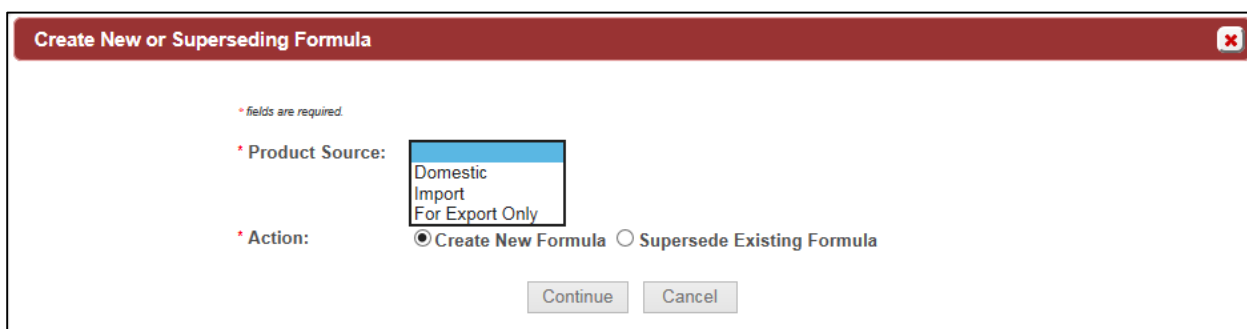 Create New or Superseding Formula
* fields are required.
* Product Source:
Domestic
Import
For Export Only
* Action: Create New Formula Supersede Existing Formula
Continue Cancel